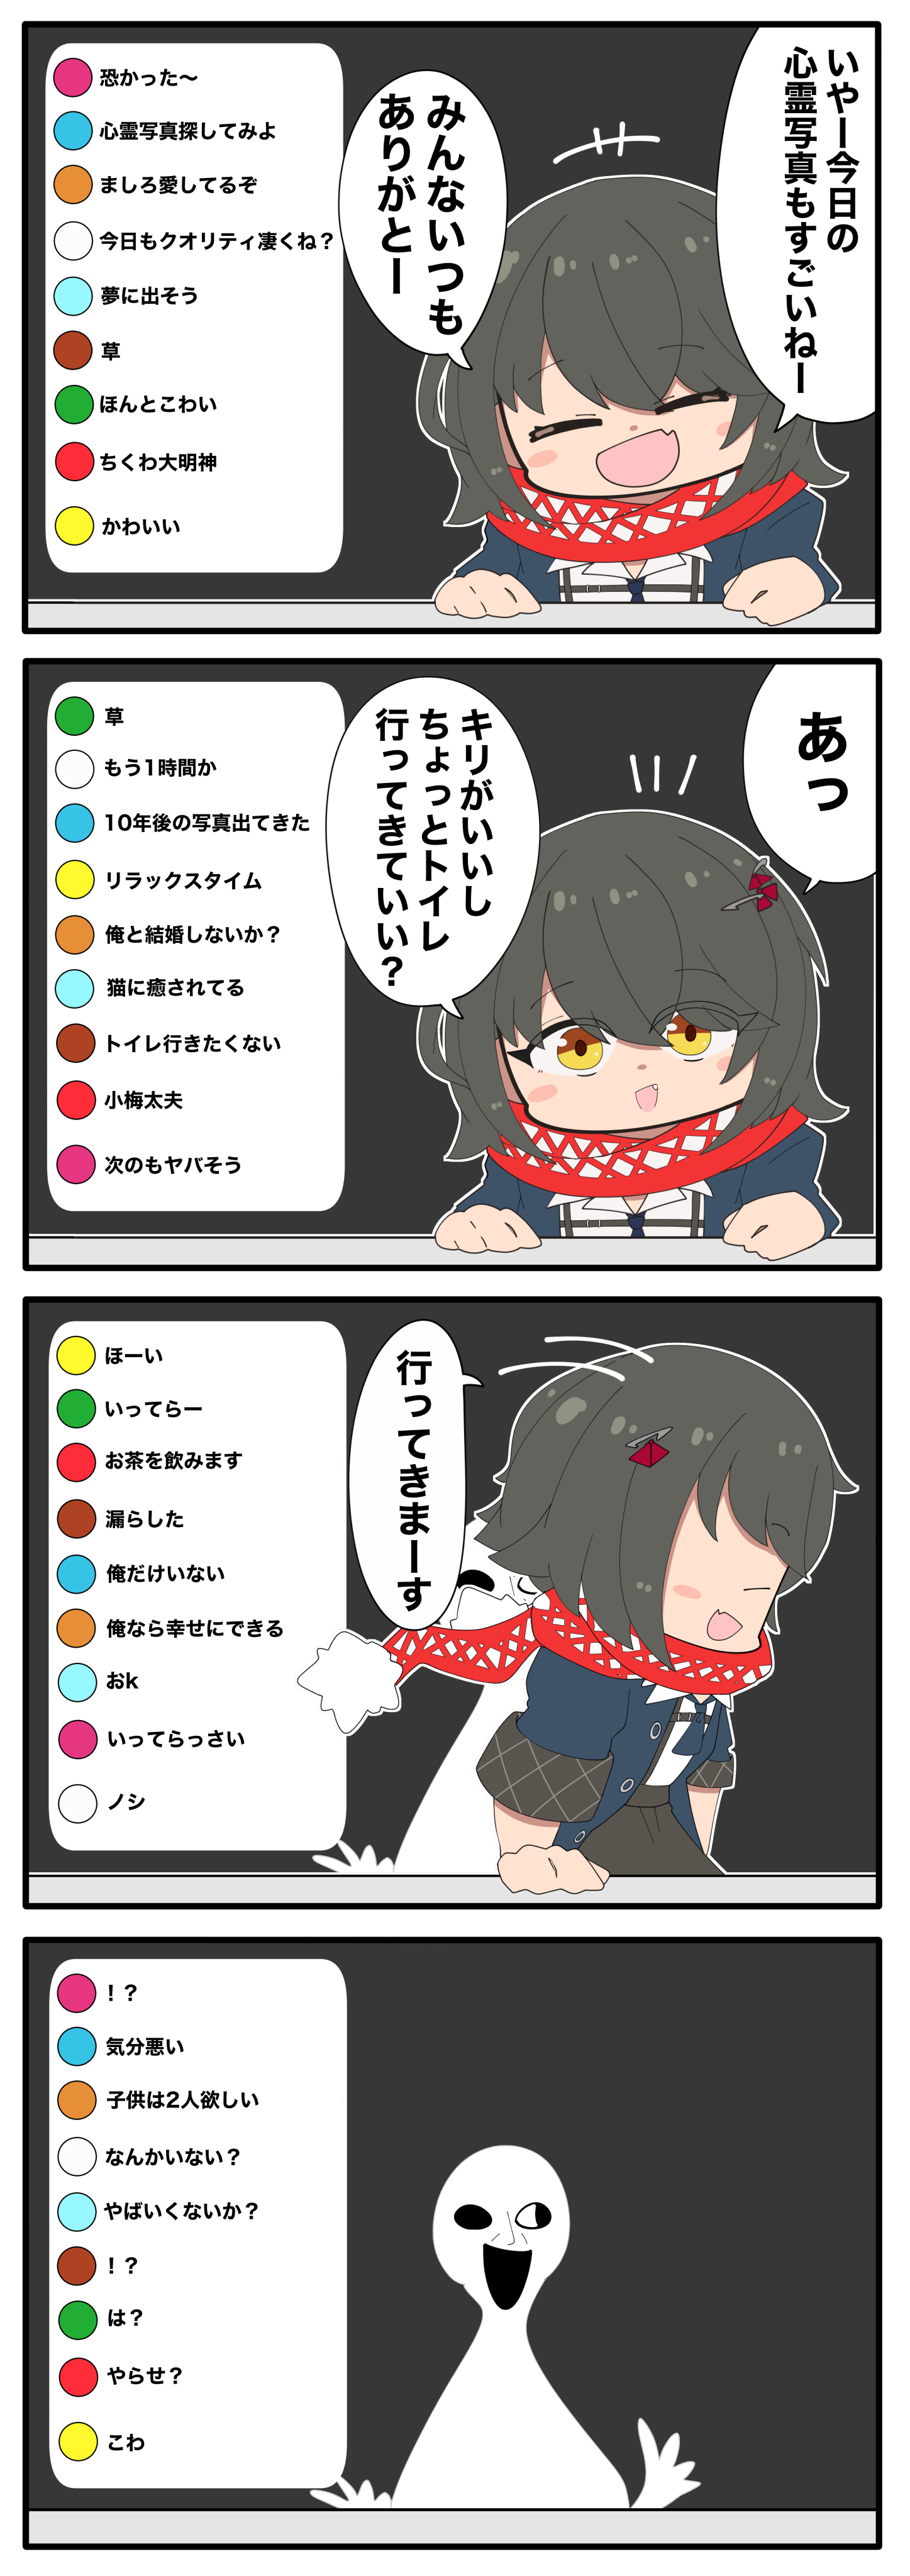 いやー今日の
心霊写真もすごいねー
みんないつも
ありがとー
恐かった〜
心霊写真探してみよ
ましろ愛してるぞ
今日もクオリティ凄くね？
夢に出そう
草
ほんとこわい
ちくわ大明神
かわいい
あっ
キリがいいし
ちょっとトイレ
行ってきていい？
草
もう1時間か
10年後の写真出てきた
リラックスタイム
俺と結婚しないか？
猫に癒されてる
トイレ行きたくない
小梅太夫
次のもヤバそう
行ってきまーす
ほーい
いってらー
お茶を飲みます
漏らした
俺だけいない
俺なら幸せにできる
おk
いってらっさい
ノシ
！？
気分悪い
子供は2人欲しい
なんかいない？
やばいくないか？
！？
は？
やらせ？
こわ